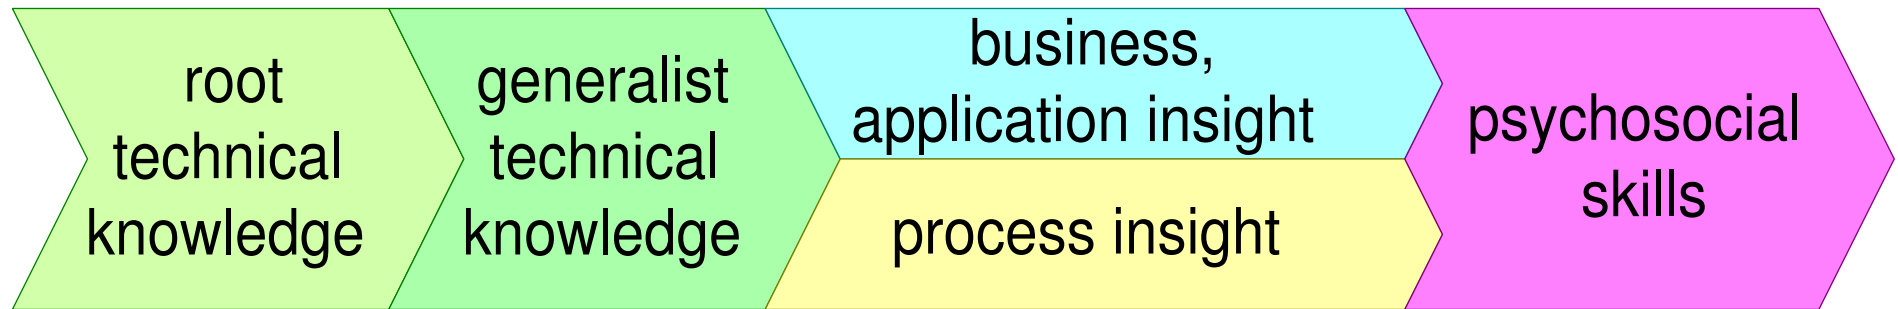 root
technical
knowledge
generalist
technical
knowledge
business,
application insight
process insight
psychosocial
skills